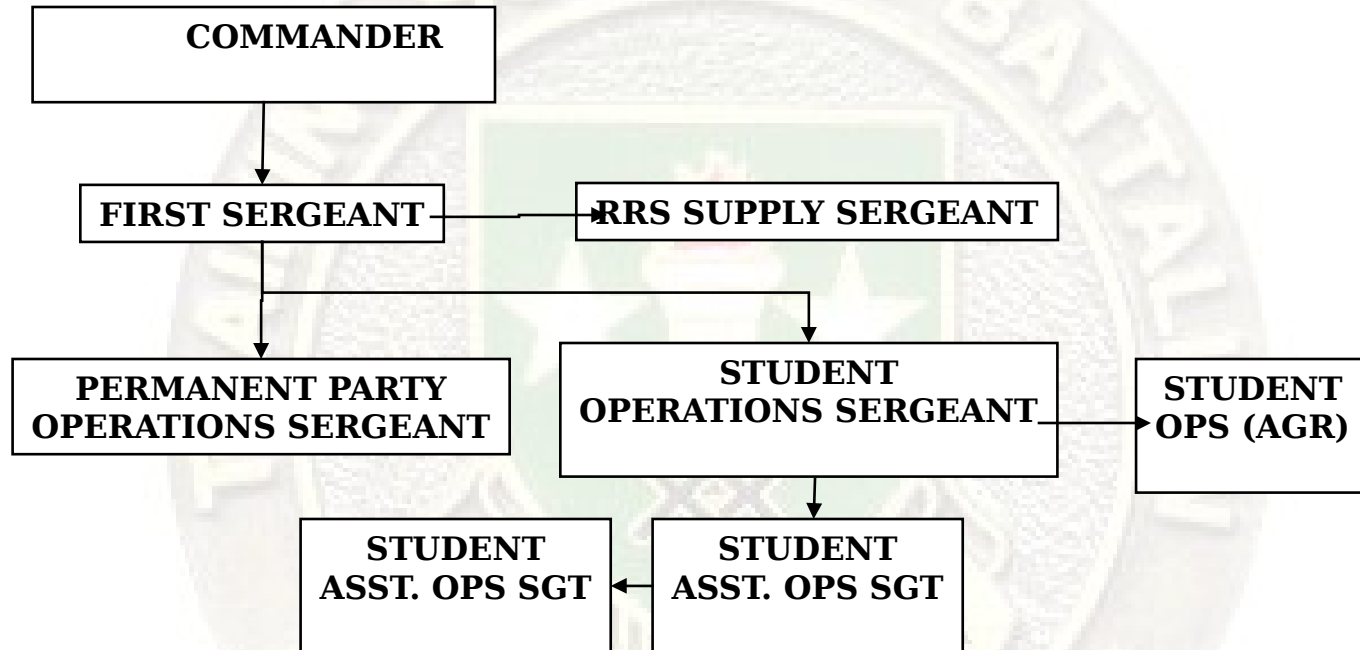 COMMANDER
FIRST SERGEANT
RRS SUPPLY SERGEANT
PERMANENT PARTY
OPERATIONS SERGEANT
STUDENT
OPERATIONS SERGEANT
STUDENT
OPS (AGR)
STUDENT
ASST. OPS SGT
STUDENT
ASST. OPS SGT